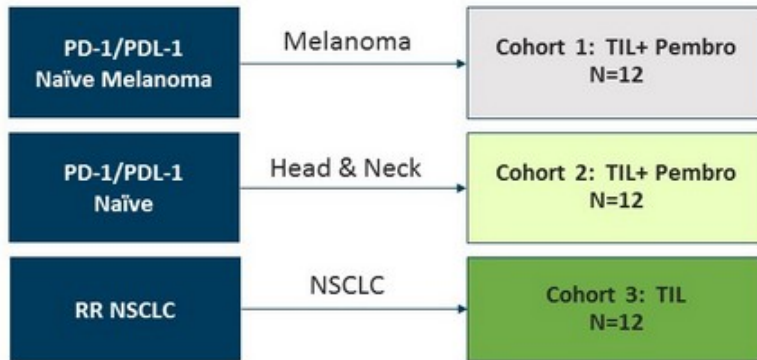 PD-1/PDL-1
Naïve Melanoma
Melanoma
Cohort 1: TIL+ Pembro
N=12
PD-1/PDL-1
Naïve
Head & Neck
Cohort 2: TIL+ Pembro
N=12
RR NSCLC
NSCLC
Cohort 3: TIL
N=12